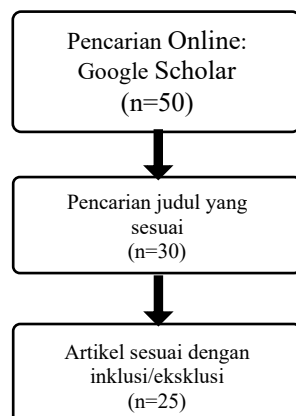 Pencarian Online:
Google Scholar
(n=50)
Pencarian judul yang
sesuai
(n=30)
Artikel sesuai dengan
inklusi/eksklusi
(n=25)